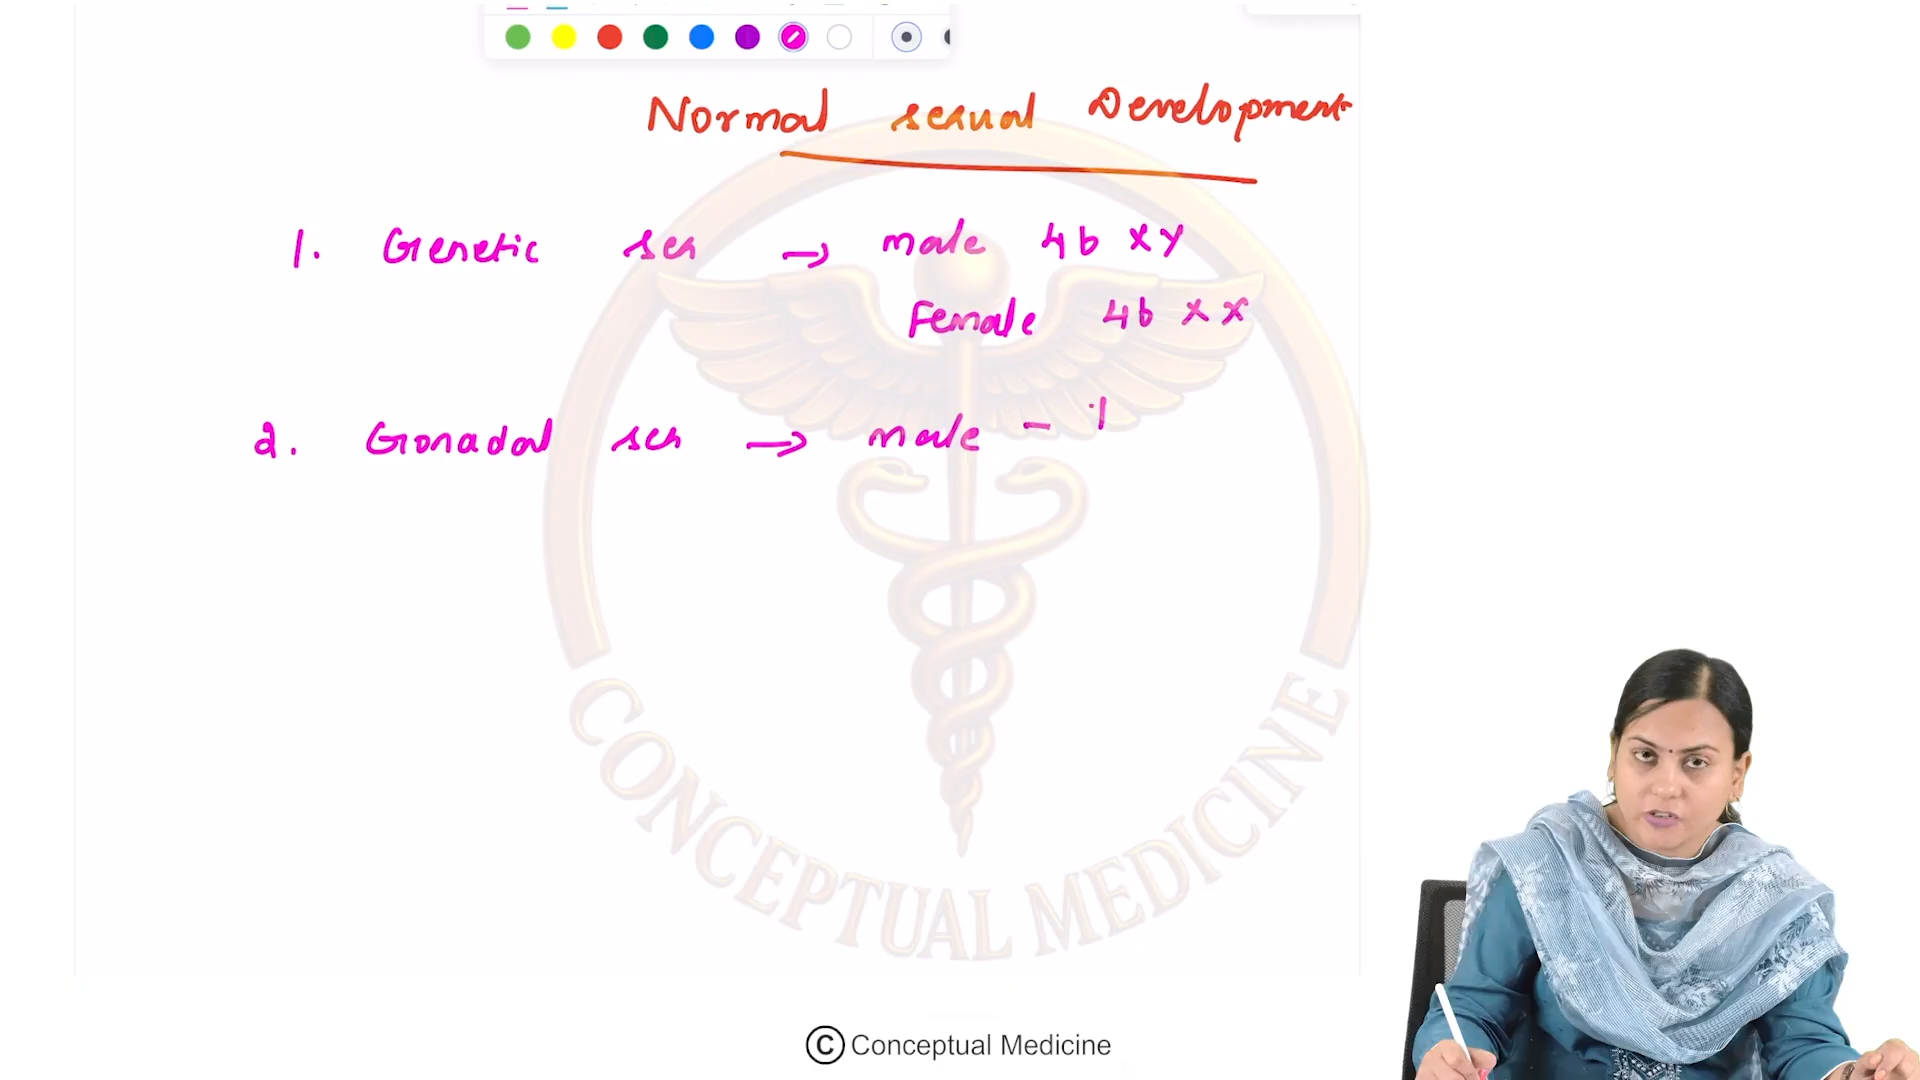 Normal sexual Development
1. Genetic sex → male 46 XY
Female 46 XX
2. Gonadal sex → male -
CONCEPTUAL MEDICINE
© Conceptual Medicine